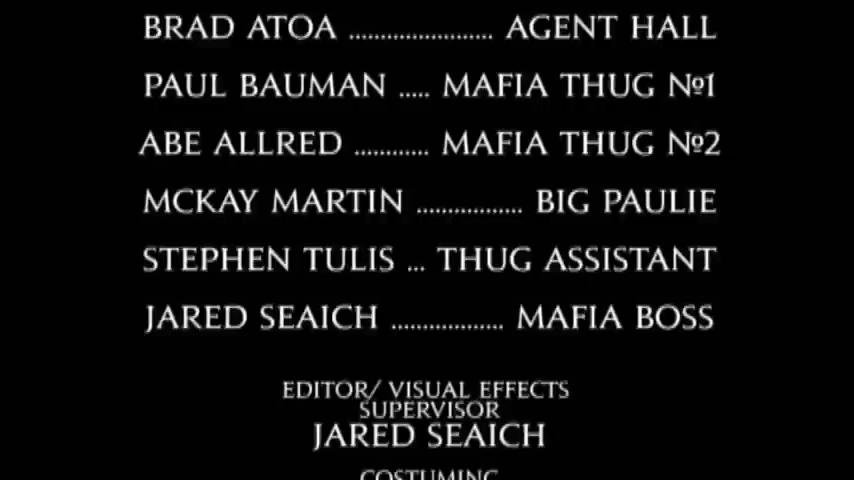 BRAD ATOA ....................... AGENT HALL
PAUL BAUMAN ..... MAFIA THUG №1
ABE ALLRED ............ MAFIA THUG №2
MCKAY MARTIN ................. BIG PAULIE
STEPHEN TULIS ... THUG ASSISTANT
JARED SEAICH .................. MAFIA BOSS
EDITOR/ VISUAL EFFECTS
SUPERVISOR
JARED SEAICH
COSTUMING